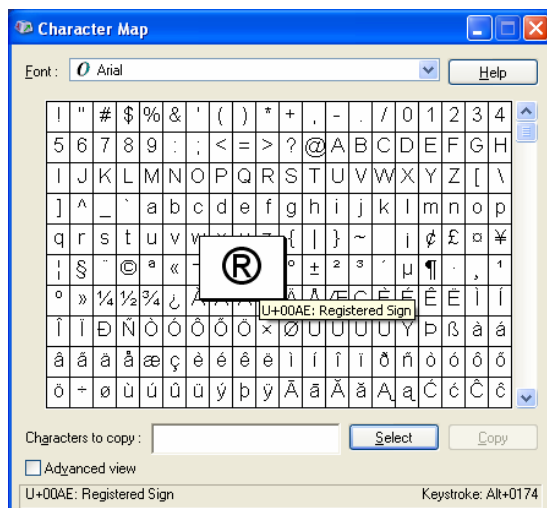 Character Map
Font : O Arial Help
! " # $ % & ' ( ) * + , - . / 0 1 2 3 4
5 6 7 8 9 : ; < = > ? @ A B C D E F G H
I J K L M N O P Q R S T U V W X Y Z [ \
] ^ _ ` a b c d e f g h i j k l m n o p
q r s t u v { | } ~ ¡ ¢ £ ¤ ¥
¦ § ¨ © ª « ® ° ± ² ³ ´ µ ¶ · ¸ ¹
º » ¼ ½ ¾ ¿ Ê Ë Ì Í
U+00AE: Registered Sign
Î Ï Ð Ñ Ò Ó Ô Õ Ö × Ø Þ ß à á
â ã ä å æ ç è é ê ë ì í î ï ð ñ ò ó ô õ
ö ÷ ø ù ú û ü ý þ ÿ Ā ā Ă ă Ą ą Ć ć Ĉ ĉ
Characters to copy : Select Copy
Advanced view
U+00AE: Registered Sign Keystroke: Alt+0174